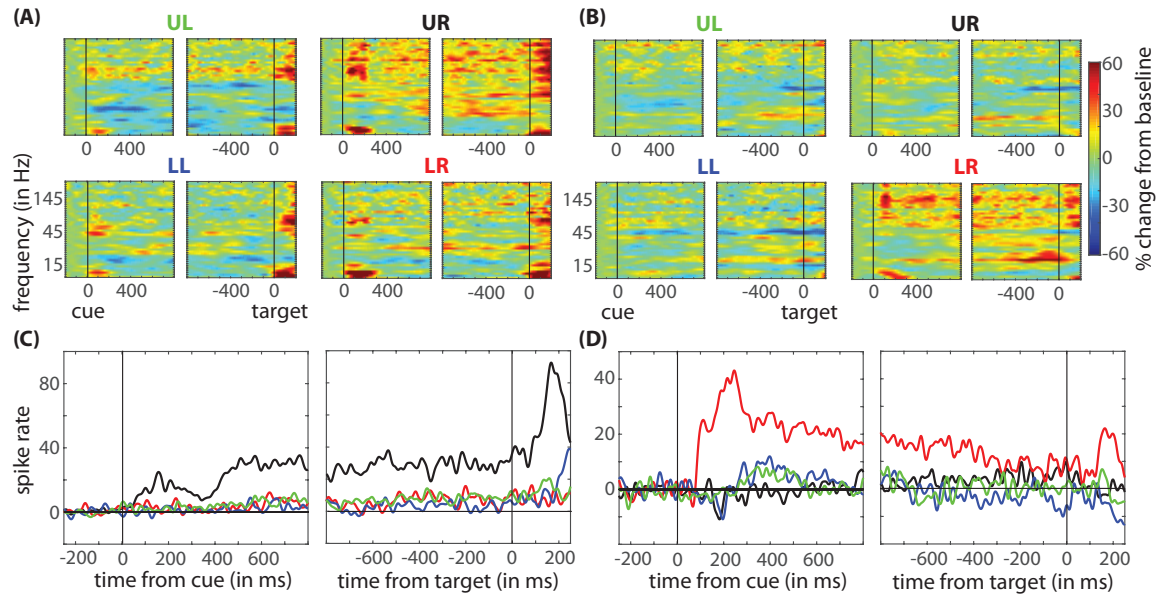 (A)
UL
UR
(B)
UL
UR
0 400
-400 0
0 400
-400 0
0 400
-400 0
0 400
-400 0
60
30
0
-30
-60
% change from baseline
LL
LR
LL
LR
frequency (in Hz)
145
45
15
145
45
15
0 400
-400 0
0 400
-400 0
0 400
-400 0
0 400
-400 0
cue
target
cue
target
(C)
(D)
spike rate
80
40
0
40
20
0
-10
-200 0 200 400 600
-600 -400 -200 0 200
-200 0 200 400 600
-600 -400 -200 0 200
time from cue (in ms)
time from target (in ms)
time from cue (in ms)
time from target (in ms)